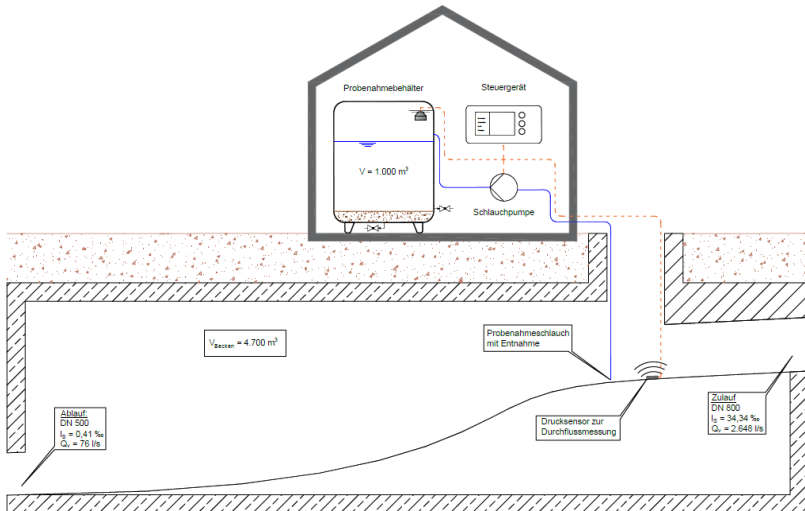 Probenahmebehälter
Steuergerät
V = 1.000 m³
Schlauchpumpe
V_Becken = 4.700 m³
Probenahmeschlauch
mit Entnahme
Ablauf:
DN 500
I_S = 0,41 ‰
Q_v = 76 l/s
Drucksensor zur
Durchflussmessung
Zulauf
DN 800
I_S = 34,34 ‰
Q_v = 2.648 l/s